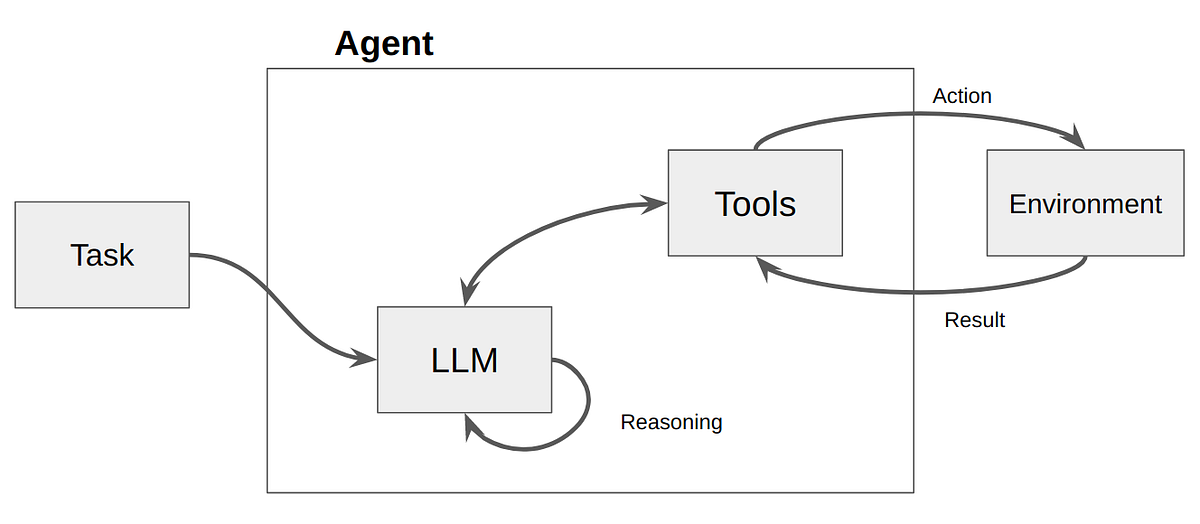 Agent
Action
Tools
Environment
Task
Result
LLM
Reasoning